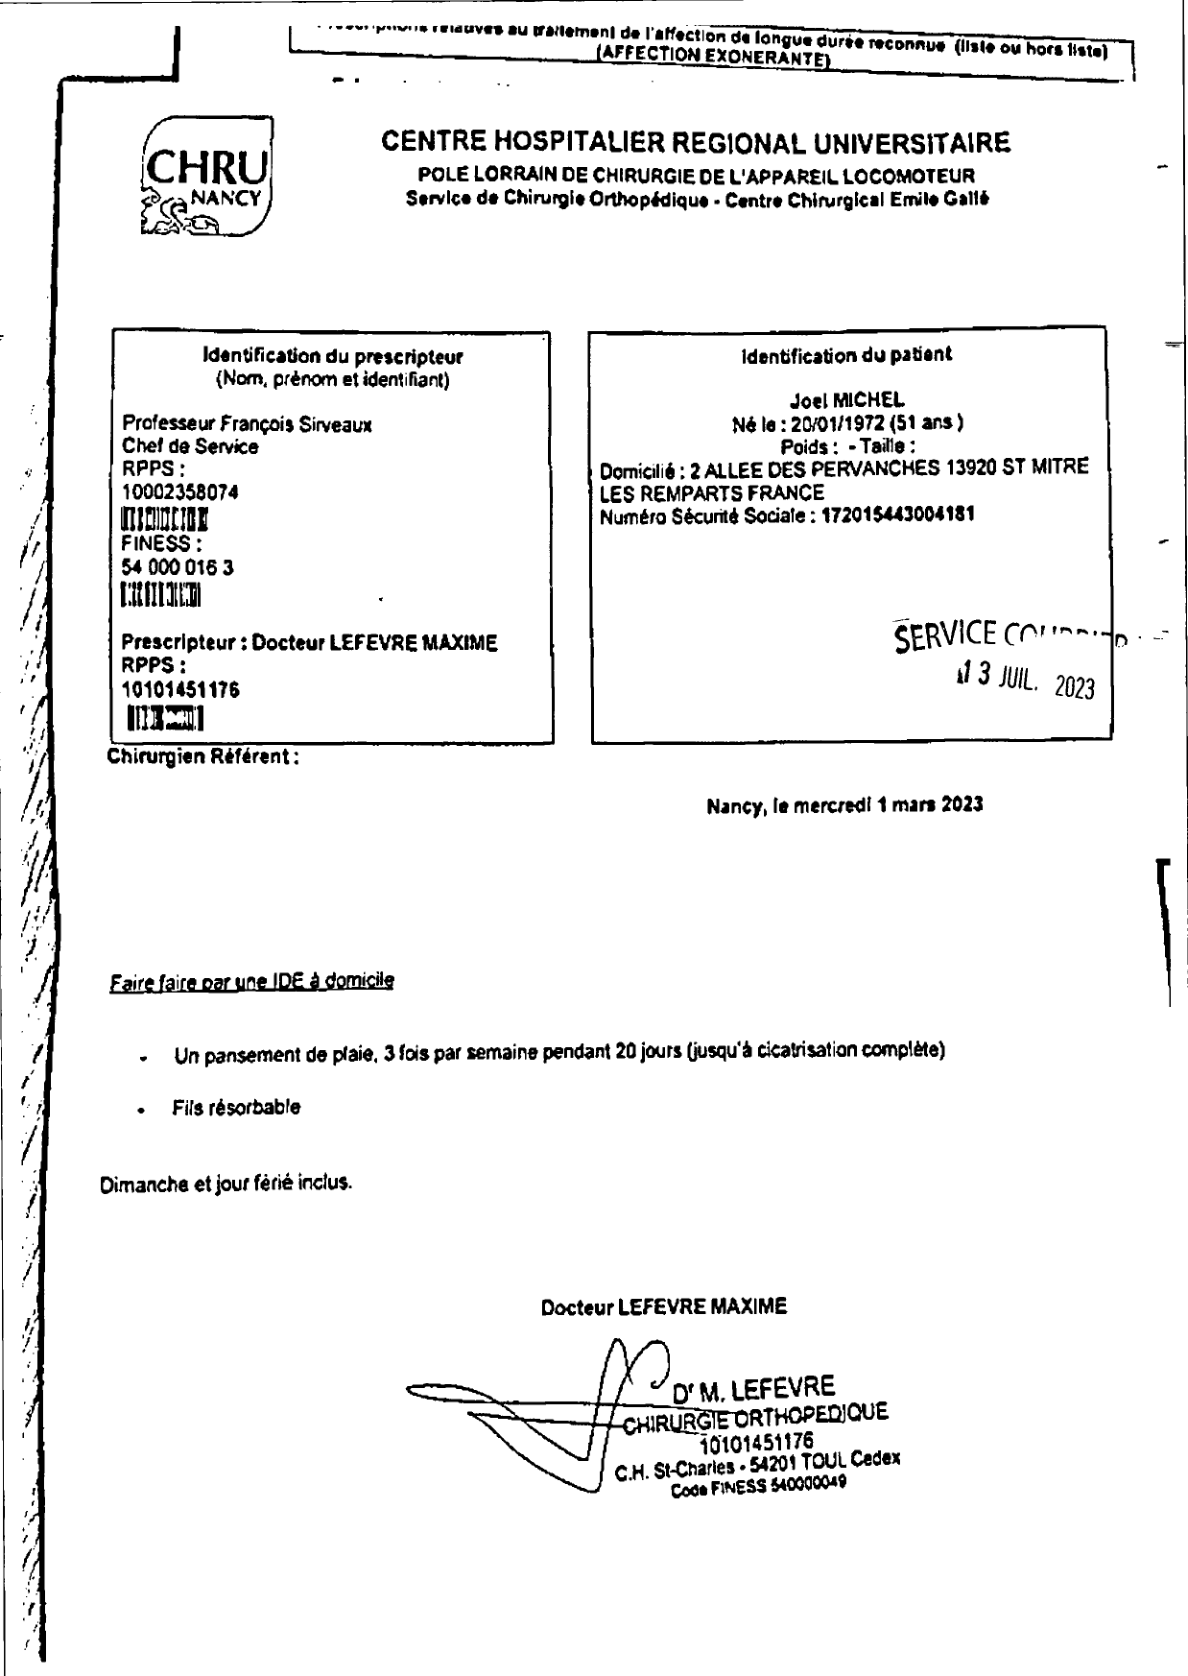 relatives au traitement de l'affection de longue durée reconnue (liste ou hors liste)
(AFFECTION EXONERANTE)
CHRU
NANCY
CENTRE HOSPITALIER REGIONAL UNIVERSITAIRE
POLE LORRAIN DE CHIRURGIE DE L'APPAREIL LOCOMOTEUR
Service de Chirurgie Orthopédique - Centre Chirurgical Emile Gallé
Identification du prescripteur
(Nom, prénom et identifiant)
Professeur François Sirveaux
Chef de Service
RPPS :
10002358074
FINESS :
54 000 016 3
Prescripteur : Docteur LEFEVRE MAXIME
RPPS :
10101451176
Identification du patient
Joel MICHEL
Né le : 20/01/1972 (51 ans )
Poids : - Taille :
Domicilié : 2 ALLEE DES PERVANCHES 13920 ST MITRE
LES REMPARTS FRANCE
Numéro Sécurité Sociale : 172015443004181
SERVICE
13 JUIL. 2023
Chirurgien Référent :
Nancy, le mercredi 1 mars 2023
Faire faire par une IDE à domicile
- Un pansement de plaie, 3 fois par semaine pendant 20 jours (jusqu'à cicatrisation complète)
- Fils résorbable
Dimanche et jour férié inclus.
Docteur LEFEVRE MAXIME
Dr M. LEFEVRE
CHIRURGIE ORTHOPEDIQUE
10101451176
C.H. St-Charles - 54201 TOUL Cedex
Code FINESS 540000049